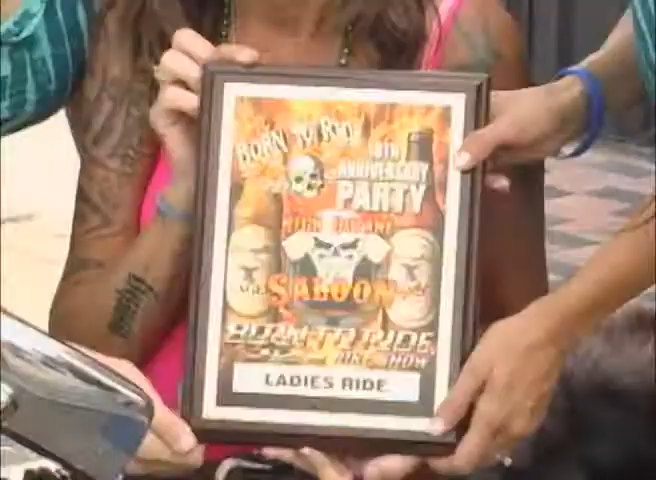 BORN TO RIDE
10TH
ANNIVERSARY
PARTY
SALOON
BORN TO RIDE
BIKE SHOW
LADIES RIDE